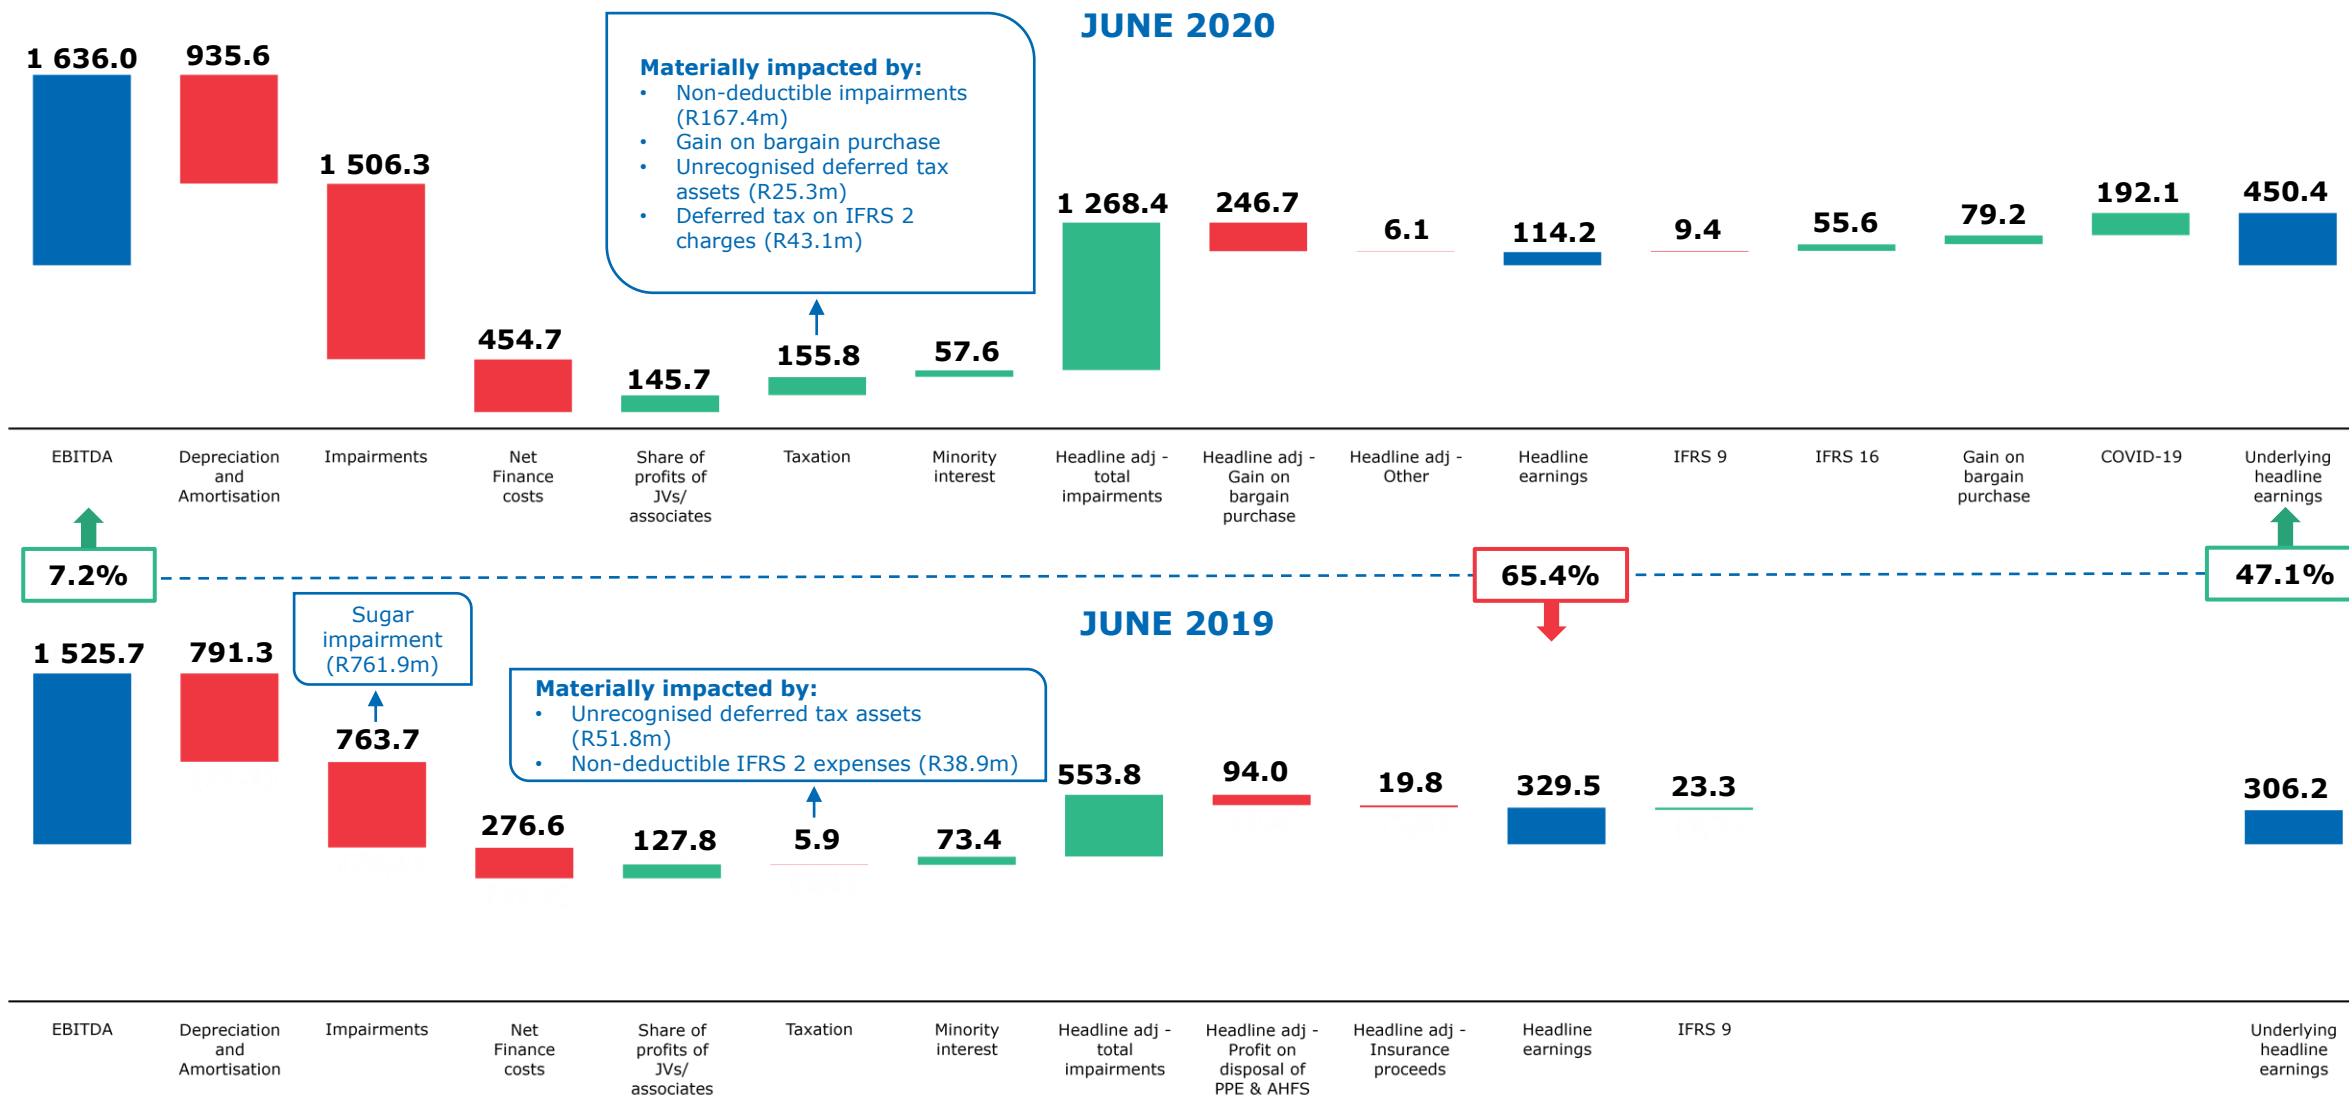 JUNE 2020
1 636.0
935.6
1 506.3
454.7
145.7
155.8
57.6
1 268.4
246.7
6.1
114.2
9.4
55.6
79.2
192.1
450.4
Materially impacted by:
• Non-deductible impairments
(R167.4m)
• Gain on bargain purchase
• Unrecognised deferred tax
assets (R25.3m)
• Deferred tax on IFRS 2
charges (R43.1m)
EBITDA
Depreciation
and
Amortisation
Impairments
Net
Finance
costs
Share of
profits of
JVs/
associates
Taxation
Minority
interest
Headline adj -
total
impairments
Headline adj -
Gain on
bargain
purchase
Headline adj -
Other
Headline
earnings
IFRS 9
IFRS 16
Gain on
bargain
purchase
COVID-19
Underlying
headline
earnings
7.2%
65.4%
47.1%
JUNE 2019
Sugar
impairment
(R761.9m)
Materially impacted by:
• Unrecognised deferred tax assets
(R51.8m)
• Non-deductible IFRS 2 expenses (R38.9m)
1 525.7
791.3
763.7
276.6
127.8
5.9
73.4
553.8
94.0
19.8
329.5
23.3
306.2
EBITDA
Depreciation
and
Amortisation
Impairments
Net
Finance
costs
Share of
profits of
JVs/
associates
Taxation
Minority
interest
Headline adj -
total
impairments
Headline adj -
Profit on
disposal of
PPE & AHFS
Headline adj -
Insurance
proceeds
Headline
earnings
IFRS 9
Underlying
headline
earnings